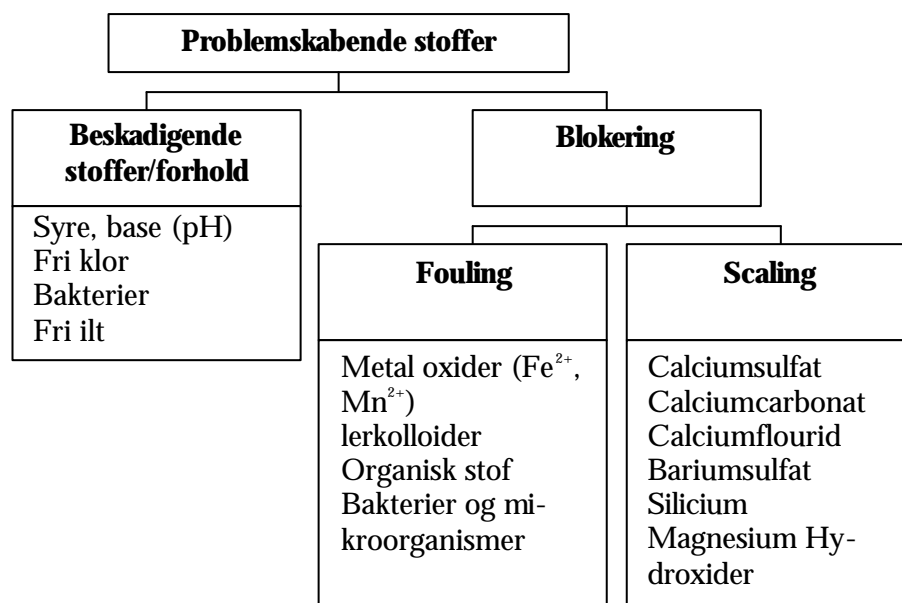 Problemskabende stoffer
Beskadigende
stoffer/forhold
Syre, base (pH)
Fri klor
Bakterier
Fri ilt
Blokering
Fouling
Metal oxider (Fe²⁺,
Mn²⁺)
lerkolloider
Organisk stof
Bakterier og mi-
kroorganismer
Scaling
Calciumsulfat
Calciumcarbonat
Calciumflourid
Bariumsulfat
Silicium
Magnesium Hy-
droxider